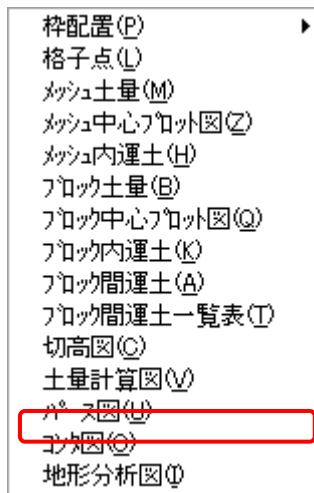 枠配置(P)
格子点(L)
ﾒｯｼｭ土量(M)
ﾒｯｼｭ中心ﾌﾟﾛｯﾄ図(Z)
ﾒｯｼｭ内運土(H)
ﾌﾞﾛｯｸ土量(B)
ﾌﾞﾛｯｸ中心ﾌﾟﾛｯﾄ図(Q)
ﾌﾞﾛｯｸ内運土(K)
ﾌﾞﾛｯｸ間運土(A)
ﾌﾞﾛｯｸ間運土一覧表(T)
切高図(C)
土量計算図(V)
ﾊﾟｰｽ図(U)
ｺﾝﾀ図(O)
地形分析図(I)